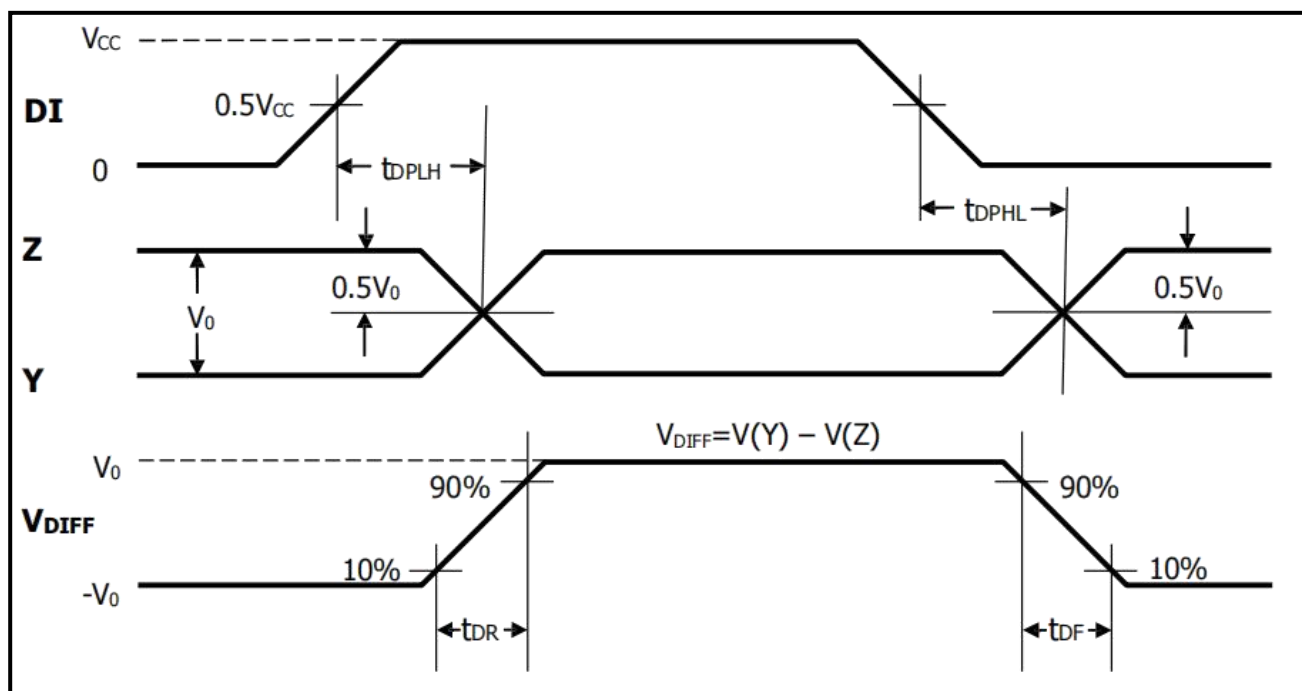 VCC
DI
0.5VCC
0
tDPLH
tDPHL
Z
0.5V0
0.5V0
V0
Y
VDIFF=V(Y) – V(Z)
V0
90%
90%
VDIFF
10%
10%
-V0
tDR
tDF